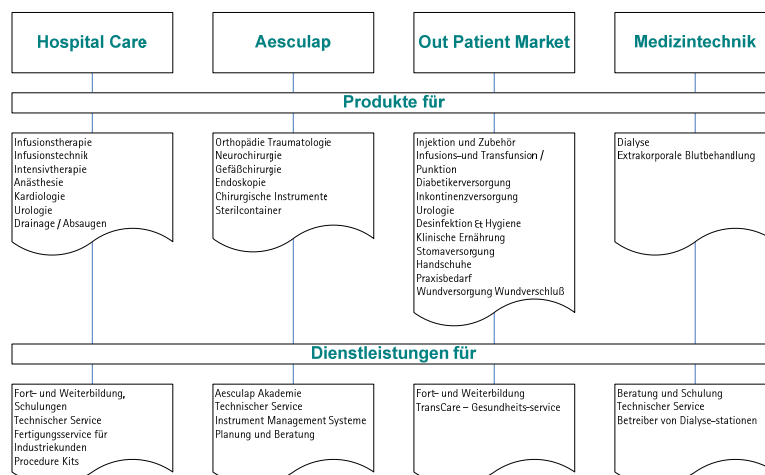 Hospital Care
Aesculap
Out Patient Market
Medizintechnik
Produkte für
Infusionstherapie
Infusionstechnik
Intensivtherapie
Anästhesie
Kardiologie
Urologie
Drainage / Absaugen
Orthopädie Traumatologie
Neurochirurgie
Gefäßchirurgie
Endoskopie
Chirurgische Instrumente
Sterilcontainer
Injektion und Zubehör
Infusions-und Transfunsion /
Punktion
Diabetikerversorgung
Inkontinenzversorgung
Urologie
Desinfektion & Hygiene
Klinische Ernährung
Stomaversorgung
Handschuhe
Praxisbedarf
Wundversorgung Wundverschluß
Dialyse
Extrakorporale Blutbehandlung
Dienstleistungen für
Fort- und Weiterbildung,
Schulungen
Technischer Service
Fertigungsservice für
Industriekunden
Procedure Kits
Aesculap Akademie
Technischer Service
Instrument Management Systeme
Planung und Beratung
Fort- und Weiterbildung
TransCare – Gesundheits-service
Beratung und Schulung
Technischer Service
Betreiber von Dialyse-stationen